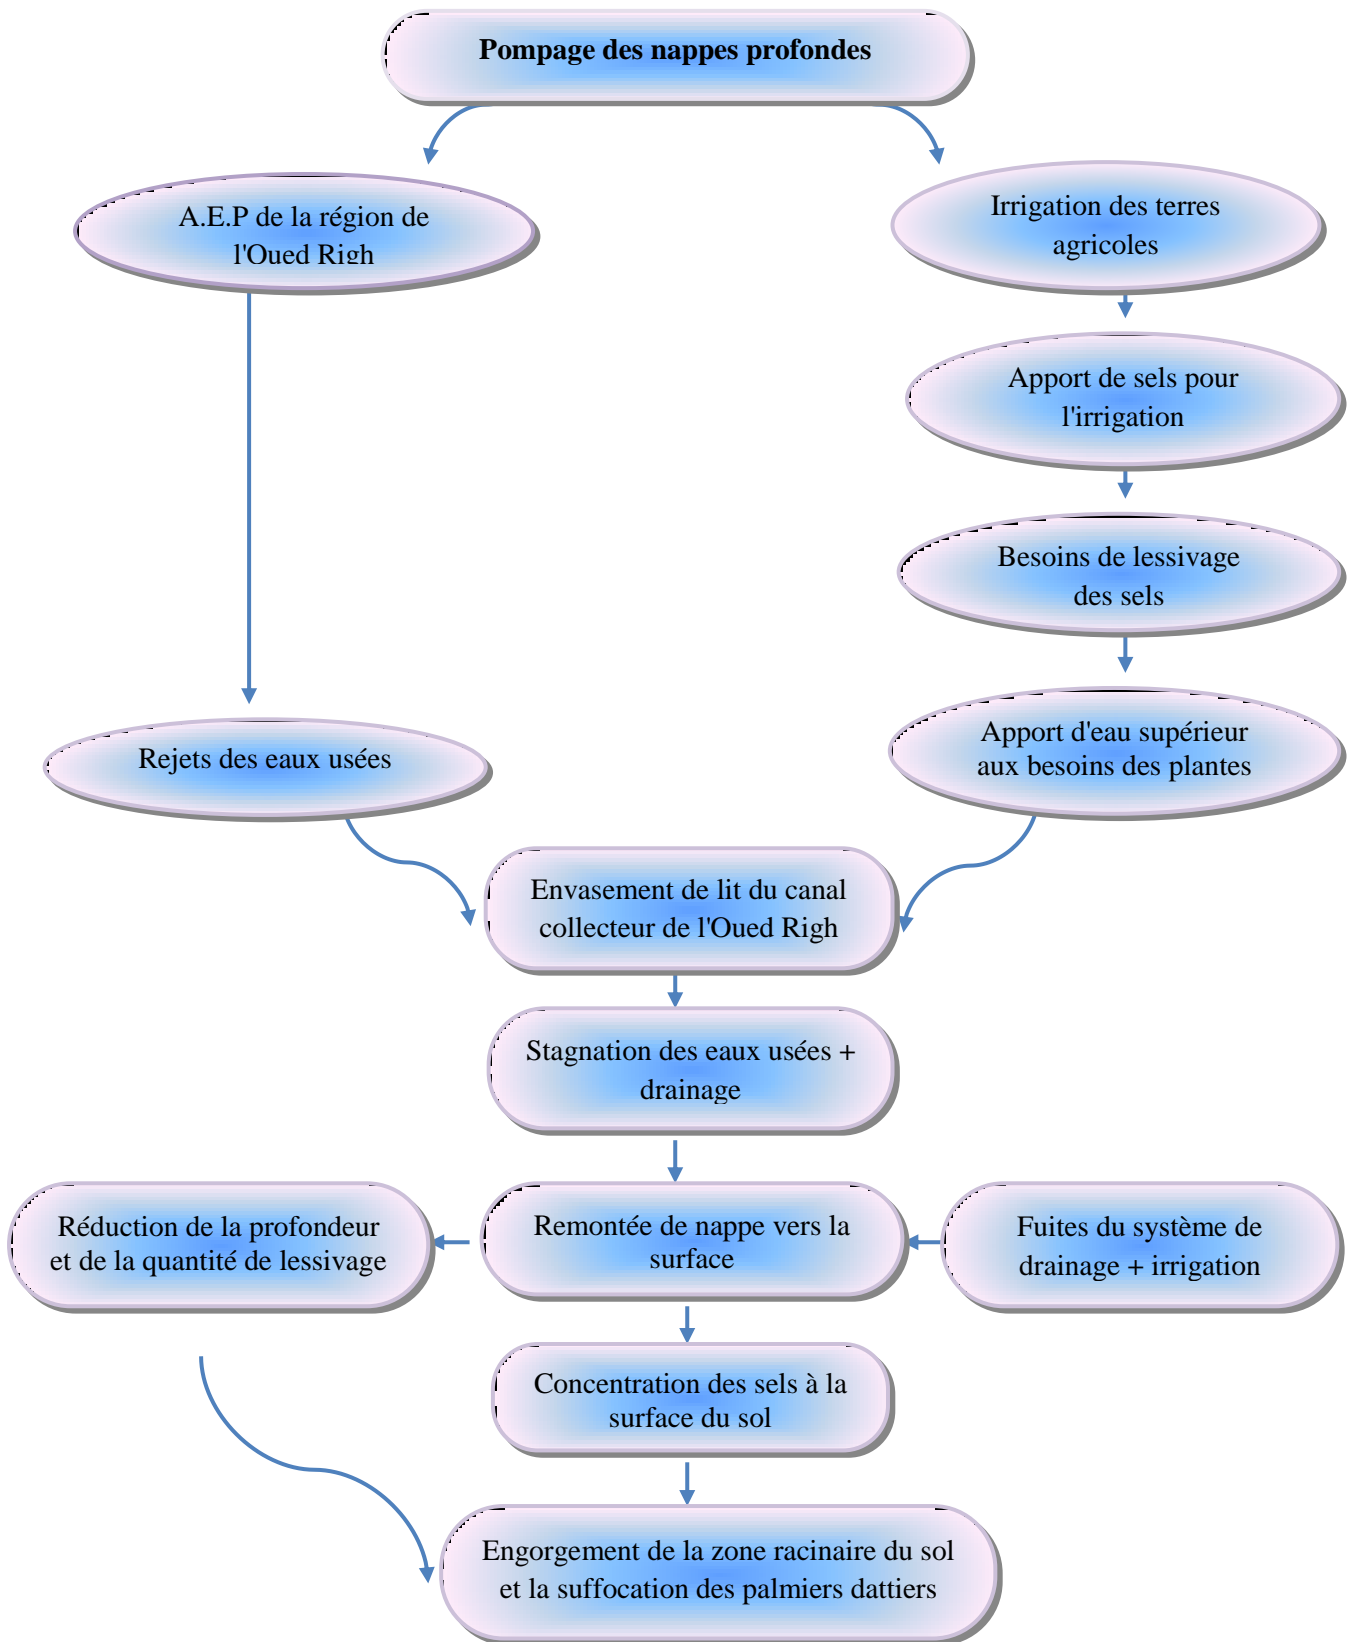 Pompage des nappes profondes
A.E.P de la région de
l'Oued Righ
Irrigation des terres
agricoles
Apport de sels pour
l'irrigation
Besoins de lessivage
des sels
Rejets des eaux usées
Apport d'eau supérieur
aux besoins des plantes
Envasement de lit du canal
collecteur de l'Oued Righ
Stagnation des eaux usées +
drainage
Réduction de la profondeur
et de la quantité de lessivage
Remontée de nappe vers la
surface
Fuites du système de
drainage + irrigation
Concentration des sels à la
surface du sol
Engorgement de la zone racinaire du sol
et la suffocation des palmiers dattiers